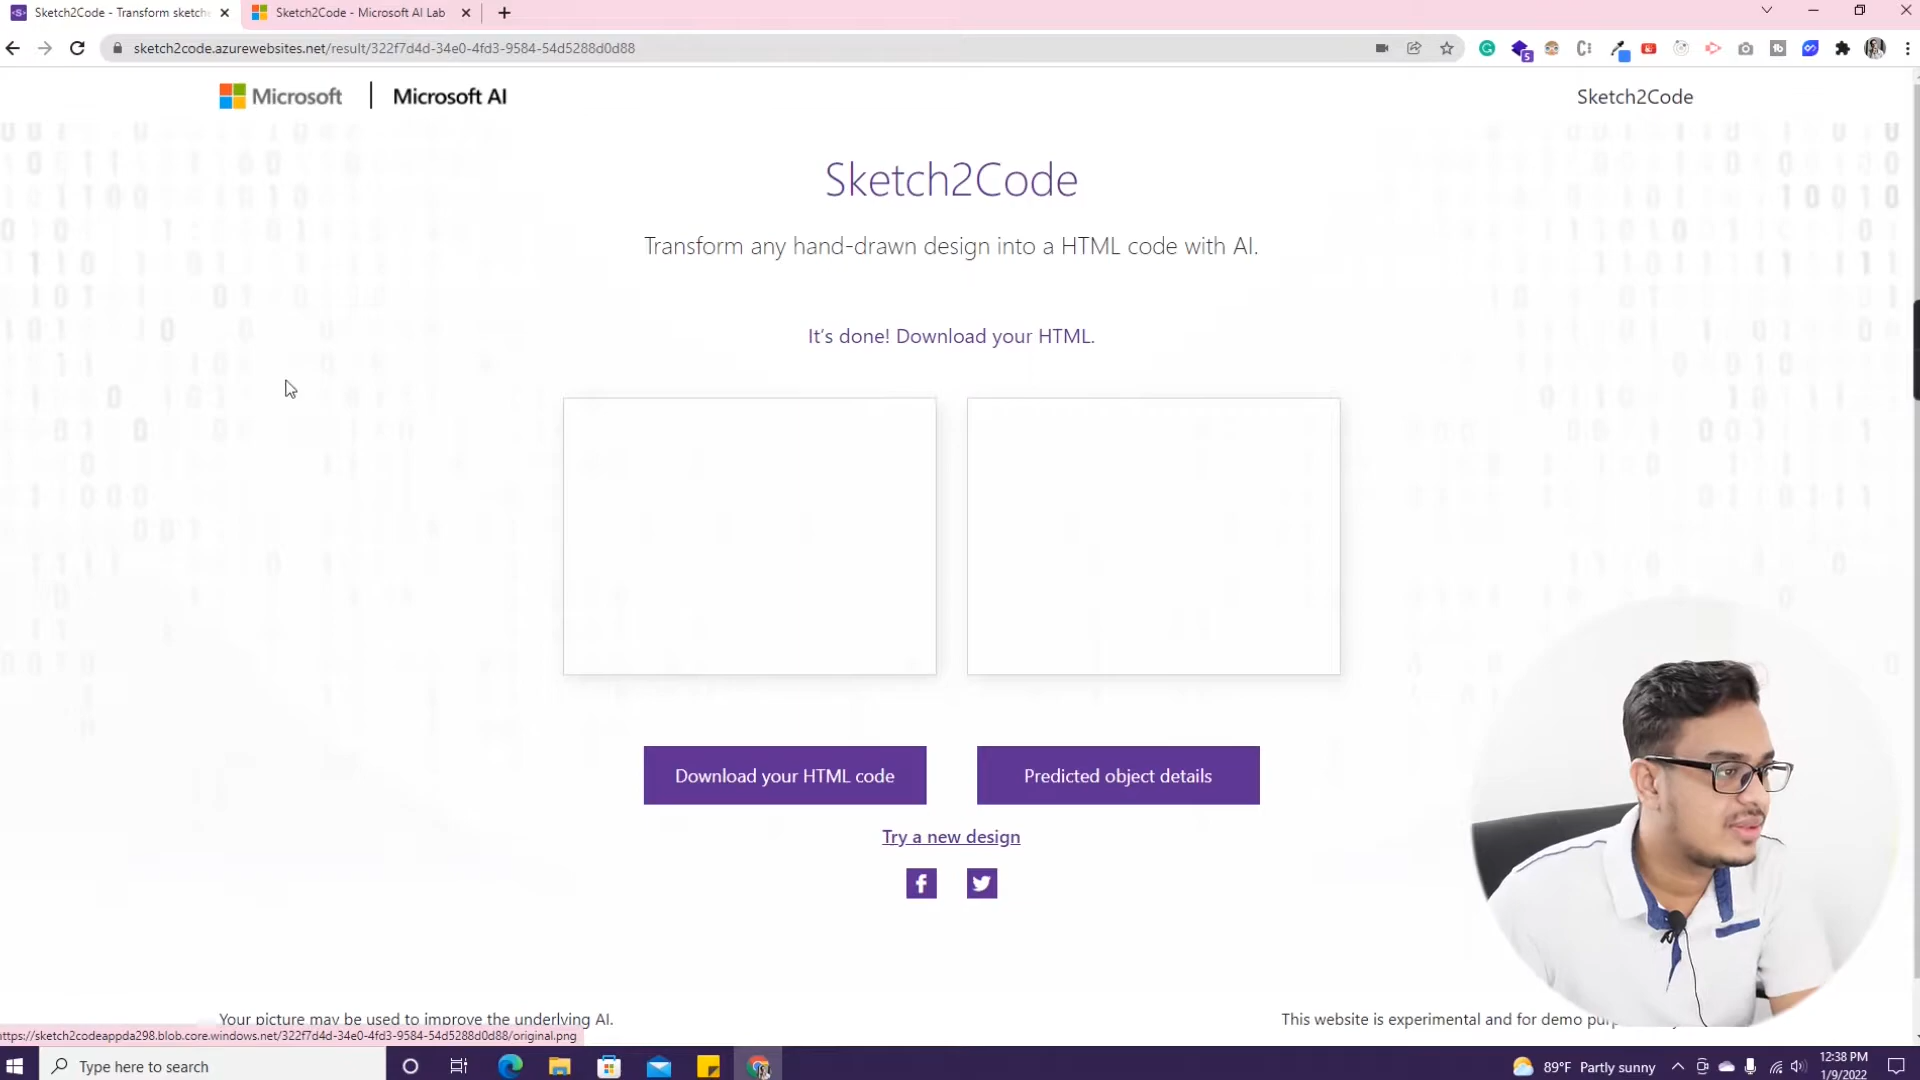 Sketch2Code - Transform sketche
Sketch2Code - Microsoft AI Lab
sketch2code.azurewebsites.net/result/322f7d4d-34e0-4fd3-9584-54d5288d0d88
Microsoft | Microsoft AI
Sketch2Code
Sketch2Code
Transform any hand-drawn design into a HTML code with AI.
It's done! Download your HTML.
Download your HTML code
Predicted object details
Try a new design
Your picture may be used to improve the underlying AI.
This website is experimental and for demo
https://sketch2codeappda298.blob.core.windows.net/322f7d4d-34e0-4fd3-9584-54d5288d0d88/original.png
Type here to search
89°F Partly sunny
12:38 PM
1/9/2022